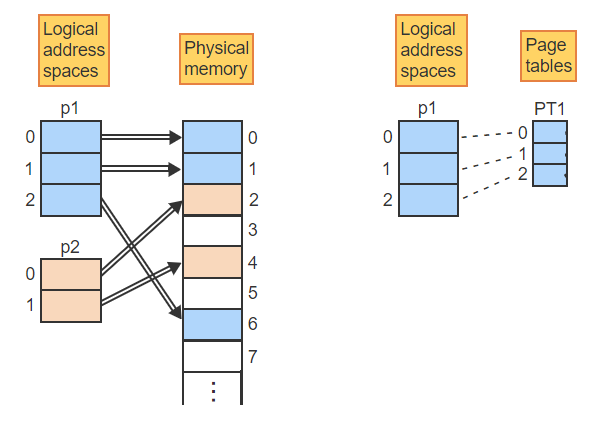 Logical
address
spaces
Physical
memory
p1
0
1
2
p2
0
1
0
1
2
3
4
5
6
7
⋮
Logical
address
spaces
Page
tables
p1
0
1
2
PT1
0
1
2